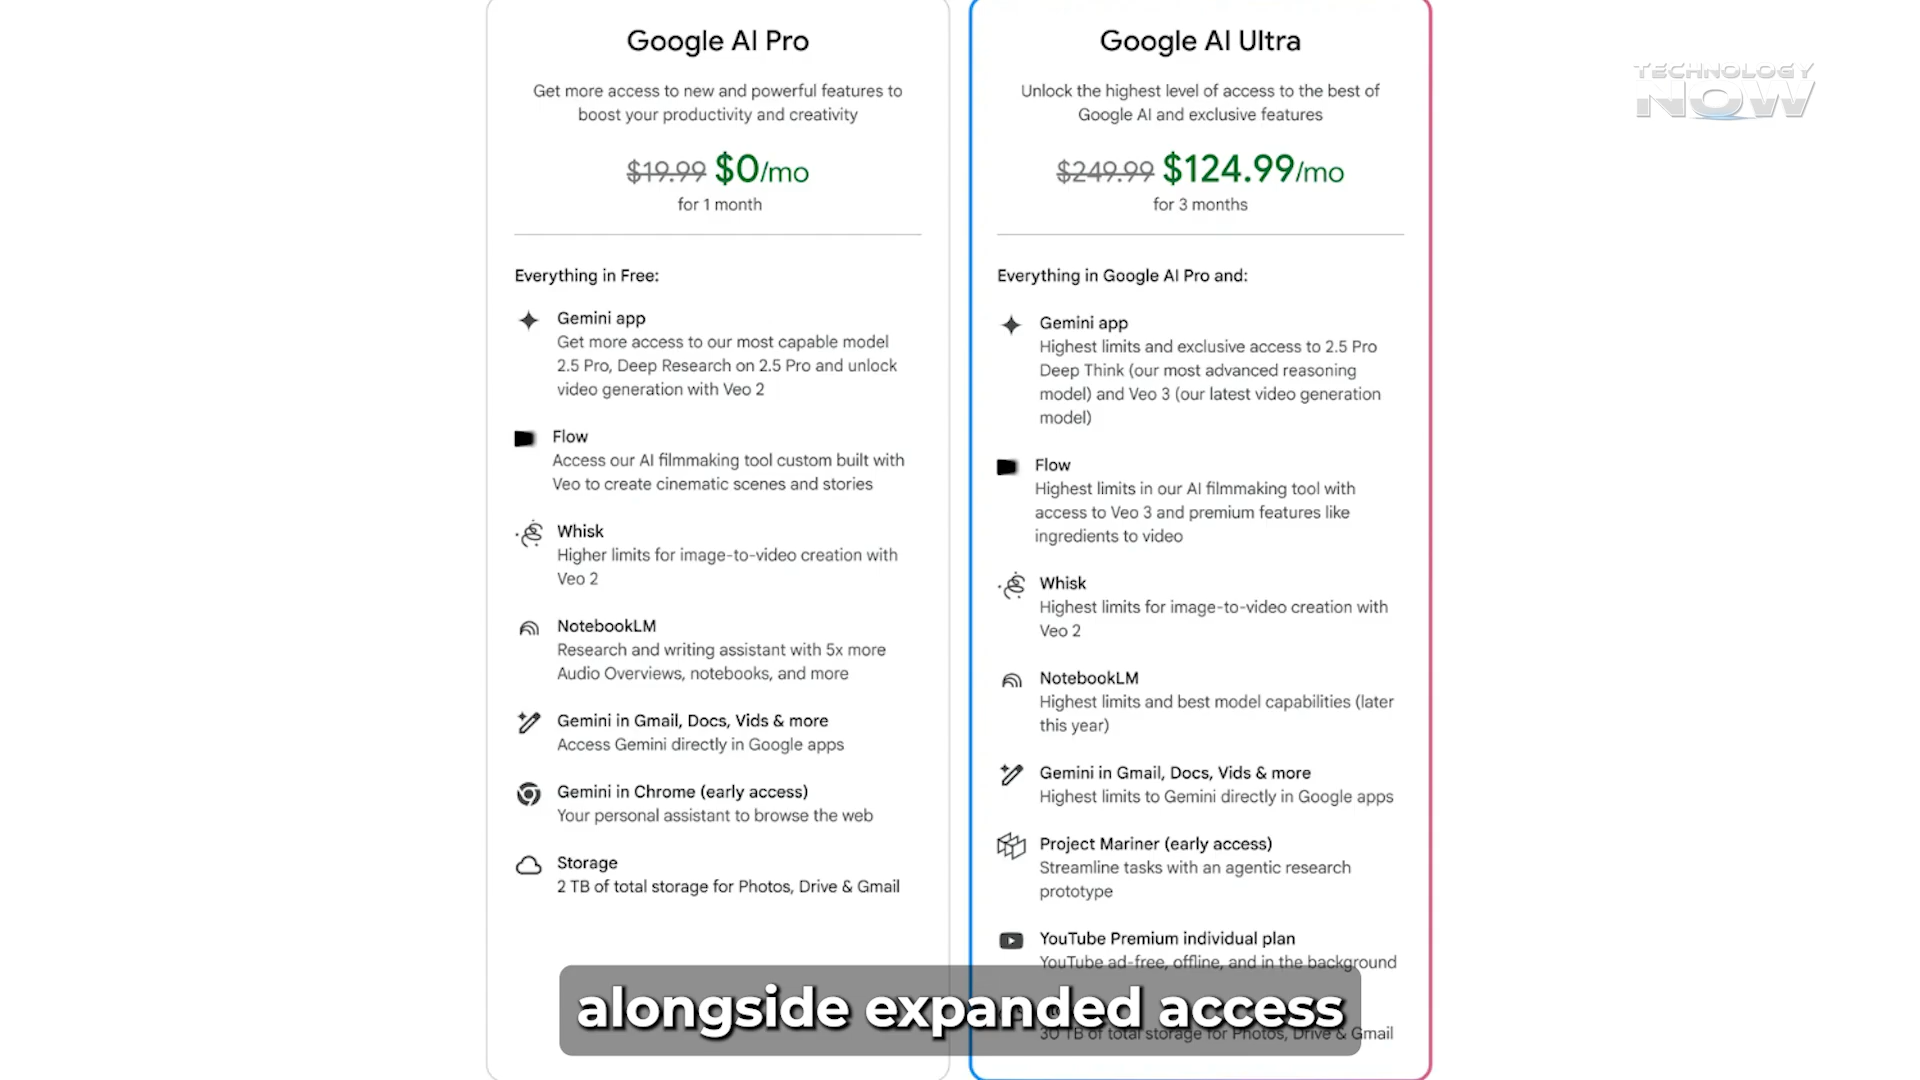 Google AI Pro
Get more access to new and powerful features to
boost your productivity and creativity
$19.99 $0/mo
for 1 month
Everything in Free:
Gemini app
Get more access to our most capable model
2.5 Pro, Deep Research on 2.5 Pro and unlock
video generation with Veo 2
Flow
Access our AI filmmaking tool custom built with
Veo to create cinematic scenes and stories
Whisk
Higher limits for image-to-video creation with
Veo 2
NotebookLM
Research and writing assistant with 5x more
Audio Overviews, notebooks, and more
Gemini in Gmail, Docs, Vids & more
Access Gemini directly in Google apps
Gemini in Chrome (early access)
Your personal assistant to browse the web
Storage
2 TB of total storage for Photos, Drive & Gmail
Google AI Ultra
Unlock the highest level of access to the best of
Google AI and exclusive features
$249.99 $124.99/mo
for 3 months
Everything in Google AI Pro and:
Gemini app
Highest limits and exclusive access to 2.5 Pro
Deep Think (our most advanced reasoning
model) and Veo 3 (our latest video generation
model)
Flow
Highest limits in our AI filmmaking tool with
access to Veo 3 and premium features like
ingredients to video
Whisk
Highest limits for image-to-video creation with
Veo 2
NotebookLM
Highest limits and best model capabilities (later
this year)
Gemini in Gmail, Docs, Vids & more
Highest limits to Gemini directly in Google apps
Project Mariner (early access)
Streamline tasks with an agentic research
prototype
YouTube Premium individual plan
YouTube ad-free, offline, and in the background
30 TB of total storage for Photos, Drive & Gmail
TECHNOLOGY
NOW
alongside expanded access